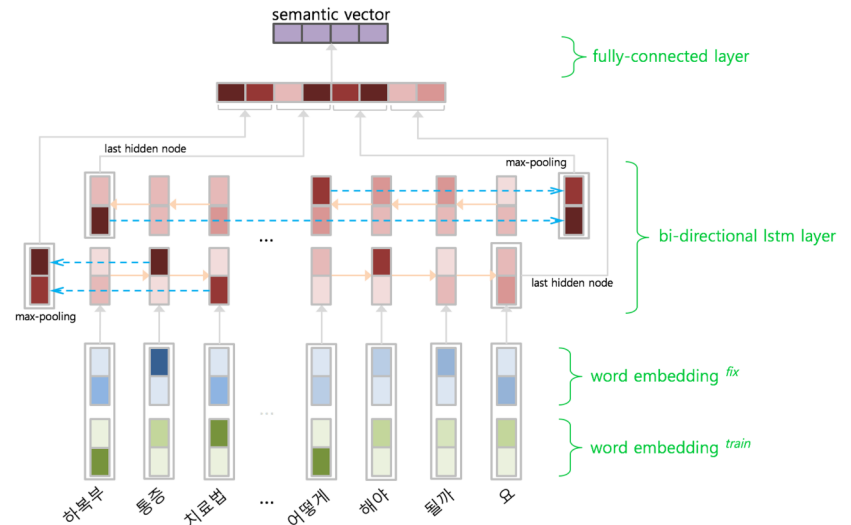 semantic vector
fully-connected layer
last hidden node
max-pooling
...
bi-directional lstm layer
last hidden node
max-pooling
word embedding fix
...
word embedding train
하복부
통증
치료법
...
어떻게
해야
될까
요